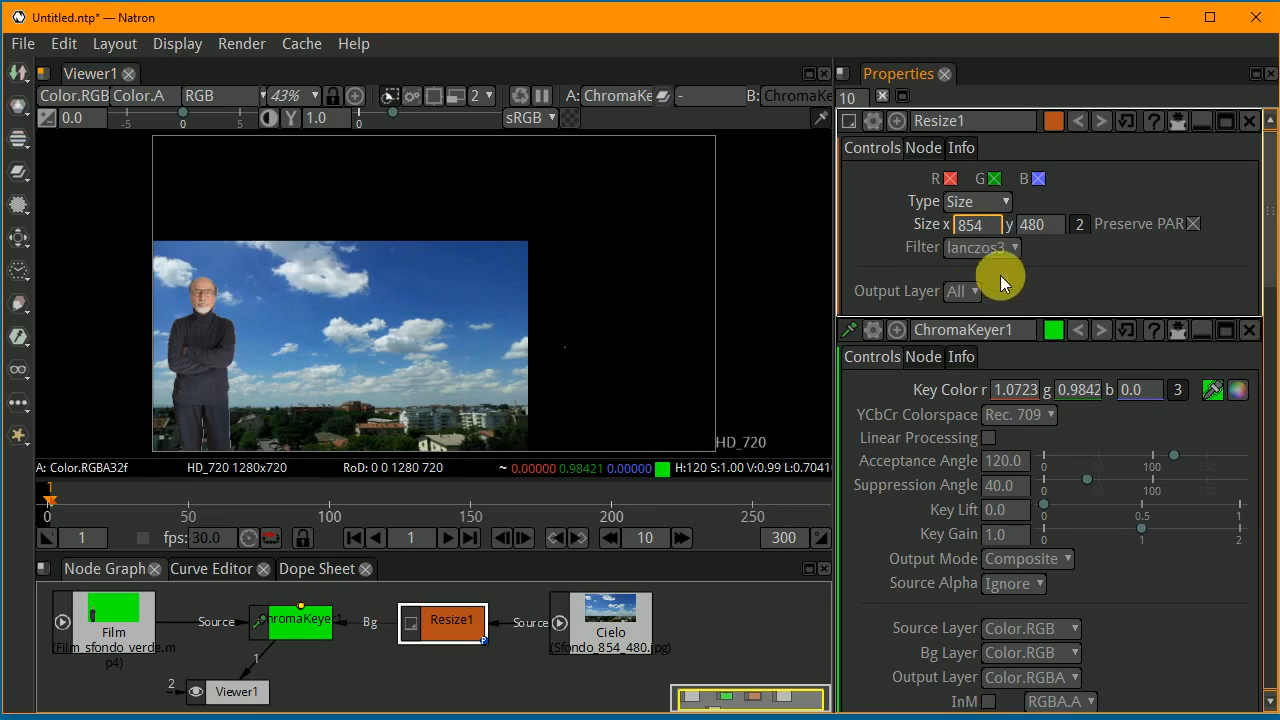 Untitled.ntp* — Natron
File Edit Layout Display Render Cache Help
Viewer1
Properties
Color.RGB Color.A RGB 43% 2 A: ChromaKe - B: ChromaKe
10
0.0 -5 0 5 Y 1.0 0 sRGB
Resize1 ?
Controls Node Info
R G B
Type Size
Size x 854 y 480 2 Preserve PAR
Filter lanczos3
Output Layer All
HD_720
A: Color.RGBA32f HD_720 1280x720 RoD: 0 0 1280 720 ~ 0.00000 0.98421 0.00000 H:120 S:1.00 V:0.99 L:0.7041
1
0 50 100 150 200 250
1 fps: 30.0 1 10 300
ChromaKeyer1 ?
Controls Node Info
Key Color r 1.0723 g 0.9842 b 0.0 3
YCbCr Colorspace Rec. 709
Linear Processing
Acceptance Angle 120.0 0 50 100 150
Suppression Angle 40.0 0 50 100 150
Key Lift 0.0 0 0.5 1
Key Gain 1.0 0 1 2
Output Mode Composite
Source Alpha Ignore
Source Layer Color.RGB
Bg Layer Color.RGB
Output Layer Color.RGBA
InM RGBA.A
Node Graph Curve Editor Dope Sheet
Film
(Film_sfondo_verde.m
p4)
Source
ChromaKeyer1
Bg
Resize1
P
Source
Cielo
(Sfondo_854_480.jpg)
1
2
Viewer1